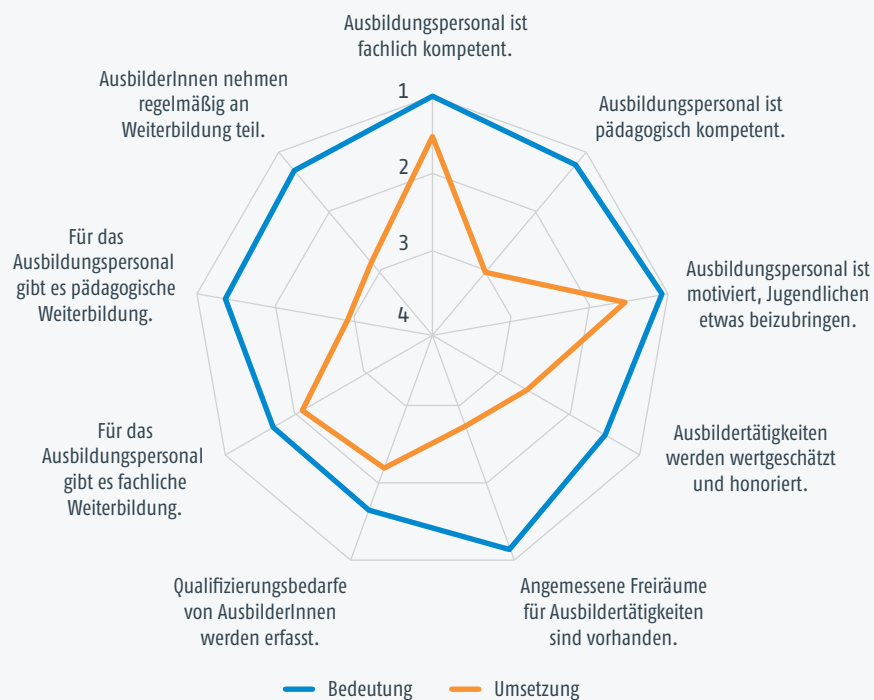 Ausbildungspersonal ist
fachlich kompetent.
AusbilderInnen nehmen
regelmäßig an
Weiterbildung teil.
1
Ausbildungspersonal ist
pädagogisch kompetent.
2
Für das
Ausbildungspersonal
gibt es pädagogische
Weiterbildung.
3
Ausbildungspersonal ist
motiviert, Jugendlichen
etwas beizubringen.
4
Für das
Ausbildungspersonal
gibt es fachliche
Weiterbildung.
Ausbildertätigkeiten
werden wertgeschätzt
und honoriert.
Qualifizierungsbedarfe
von AusbilderInnen
werden erfasst.
Angemessene Freiräume
für Ausbildertätigkeiten
sind vorhanden.
Bedeutung
Umsetzung